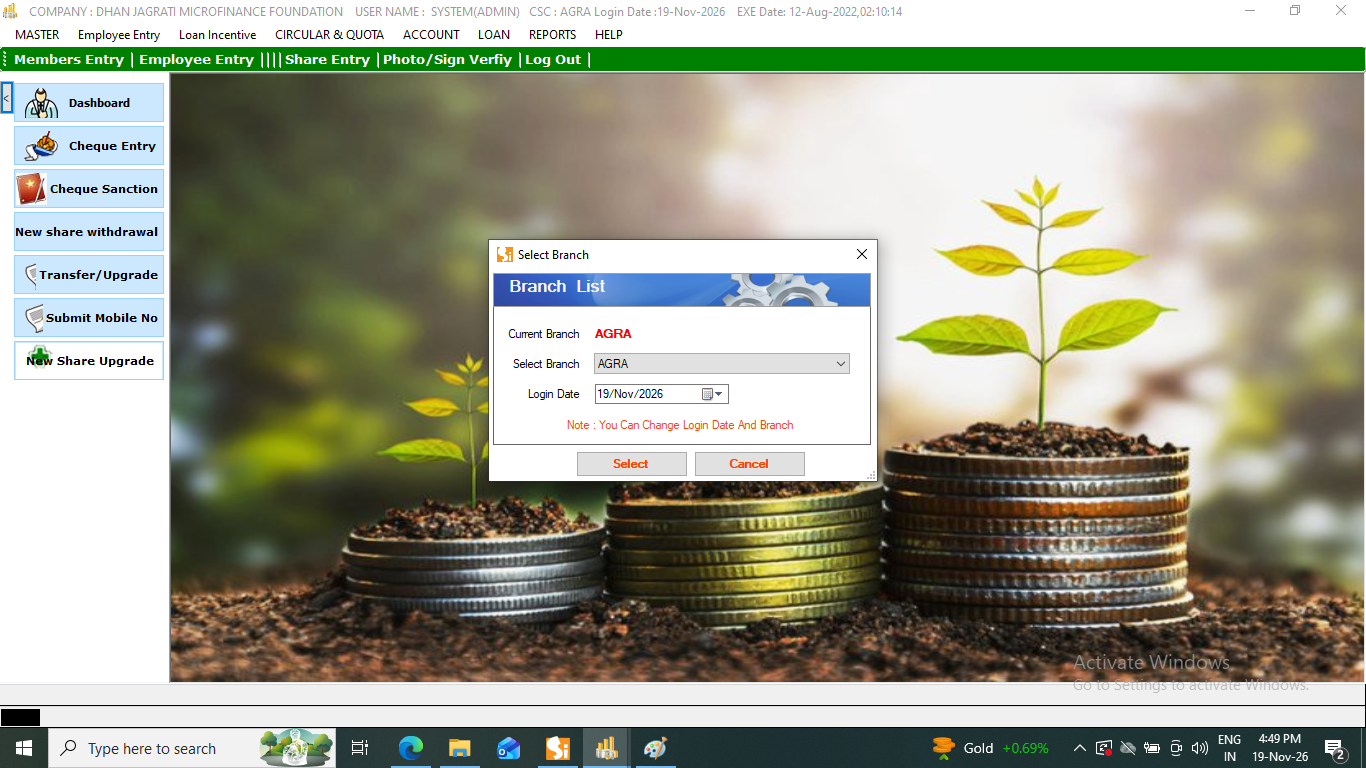 COMPANY : DHAN JAGRATI MICROFINANCE FOUNDATION USER NAME : SYSTEM(ADMIN) CSC : AGRA Login Date :19-Nov-2026 EXE Date: 12-Aug-2022,02:10:14
MASTER Employee Entry Loan Incentive CIRCULAR & QUOTA ACCOUNT LOAN REPORTS HELP
Members Entry | Employee Entry ||||Share Entry |Photo/Sign Verfiy |Log Out |
<
Dashboard
Cheque Entry
Cheque Sanction
New share withdrawal
Transfer/Upgrade
Submit Mobile No
New Share Upgrade
Select Branch
Branch List
Current Branch AGRA
Select Branch AGRA
Login Date 19/Nov/2026
Note : You Can Change Login Date And Branch
Select Cancel
Activate Windows
Go to Settings to activate Windows.
Type here to search
Gold +0.69%
ENG
IN
4:49 PM
19-Nov-26
2